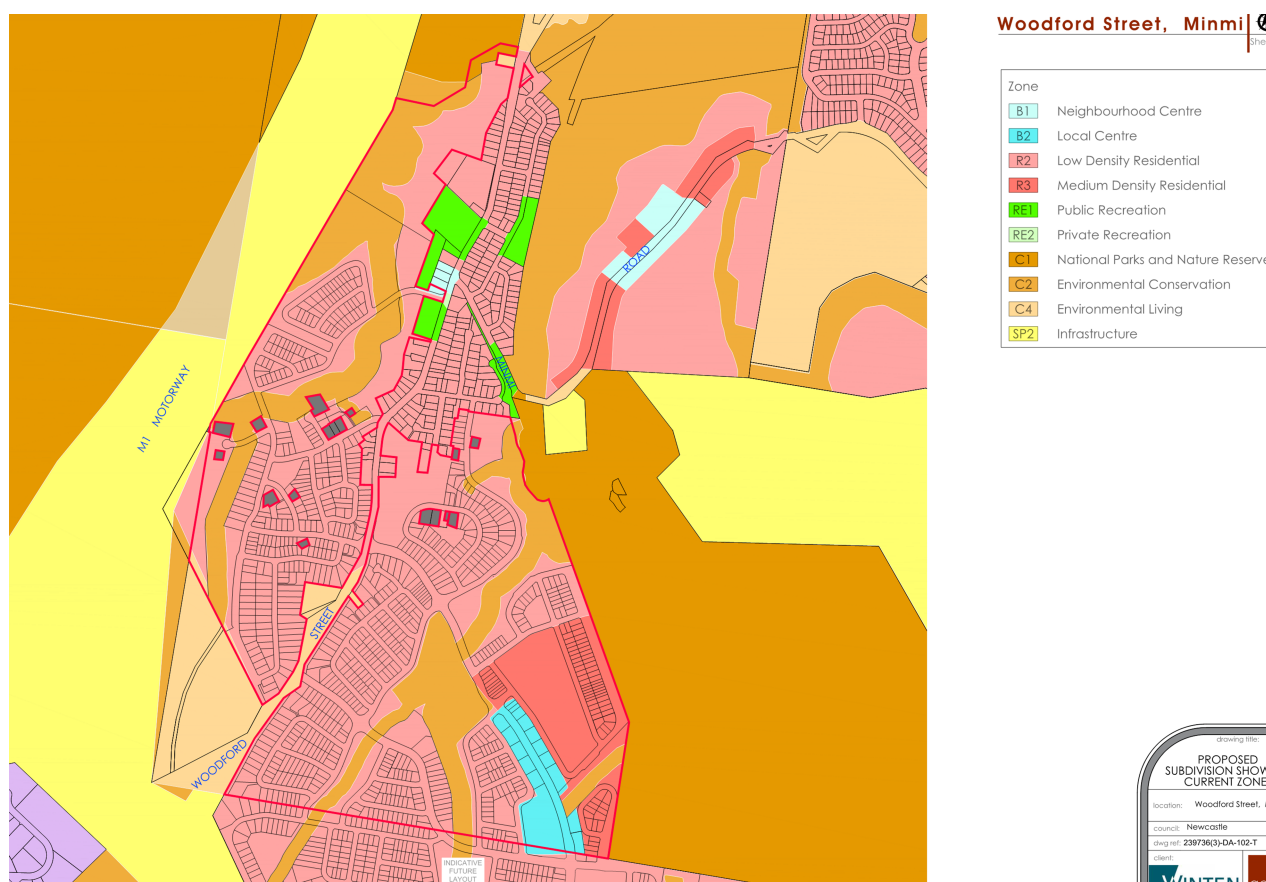 Woodford Street, Minmi
Zone
B1 Neighbourhood Centre
B2 Local Centre
R2 Low Density Residential
R3 Medium Density Residential
RE1 Public Recreation
RE2 Private Recreation
C1 National Parks and Nature Reserve
C2 Environmental Conservation
C4 Environmental Living
SP2 Infrastructure
M1 MOTORWAY
ROAD
MINMI
STREET
WOODFORD
INDICATIVE
FUTURE
LAYOUT
drawing title:
PROPOSED
SUBDIVISION
CURRENT
location: Woodford Street,
council: Newcastle
dwg ref: 239736(3)-DA-102-T
client:
WINTEN